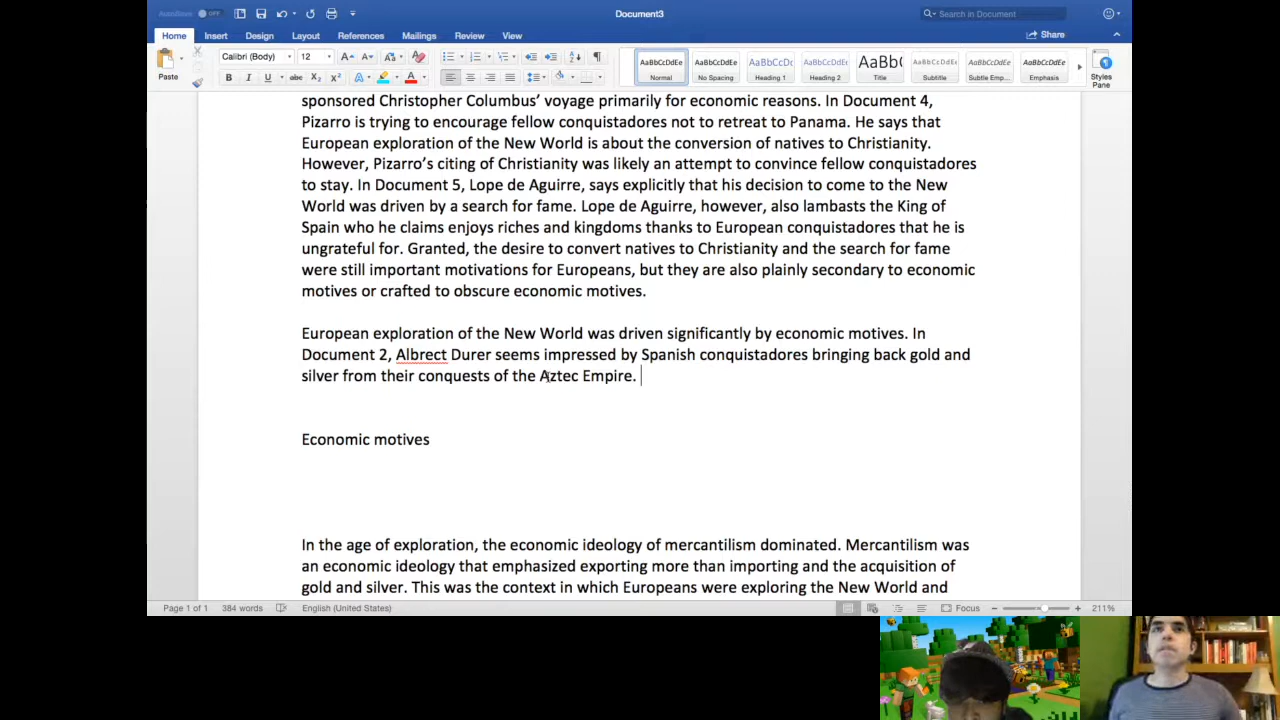 AutoSave OFF
Document3
Search in Document
Home Insert Design Layout References Mailings Review View
Share
Paste
Calibri (Body) 12
AaBbCcDdEe AaBbCcDdEe AaBbCcDc AaBbCcDdEe AaBb( AaBbCcDdEe AaBbCcDdEe AaBbCcDdEe
Normal No Spacing Heading 1 Heading 2 Title Subtitle Subtle Emp... Emphasis
Styles Pane
sponsored Christopher Columbus’ voyage primarily for economic reasons. In Document 4,
Pizarro is trying to encourage fellow conquistadores not to retreat to Panama. He says that
European exploration of the New World is about the conversion of natives to Christianity.
However, Pizarro’s citing of Christianity was likely an attempt to convince fellow conquistadores
to stay. In Document 5, Lope de Aguirre, says explicitly that his decision to come to the New
World was driven by a search for fame. Lope de Aguirre, however, also lambasts the King of
Spain who he claims enjoys riches and kingdoms thanks to European conquistadores that he is
ungrateful for. Granted, the desire to convert natives to Christianity and the search for fame
were still important motivations for Europeans, but they are also plainly secondary to economic
motives or crafted to obscure economic motives.
European exploration of the New World was driven significantly by economic motives. In
Document 2, Albrect Durer seems impressed by Spanish conquistadores bringing back gold and
silver from their conquests of the Aztec Empire.
Economic motives
In the age of exploration, the economic ideology of mercantilism dominated. Mercantilism was
an economic ideology that emphasized exporting more than importing and the acquisition of
gold and silver. This was the context in which Europeans were exploring the New World and
Page 1 of 1 384 words English (United States) Focus 211%